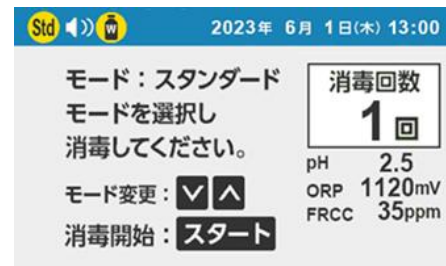 Std W 2023年 6月 1日(木) 13:00
モード：スタンダード
モードを選択し
消毒してください。
モード変更：
消毒開始：スタート
消毒回数
1回
pH 2.5
ORP 1120mV
FRCC 35ppm